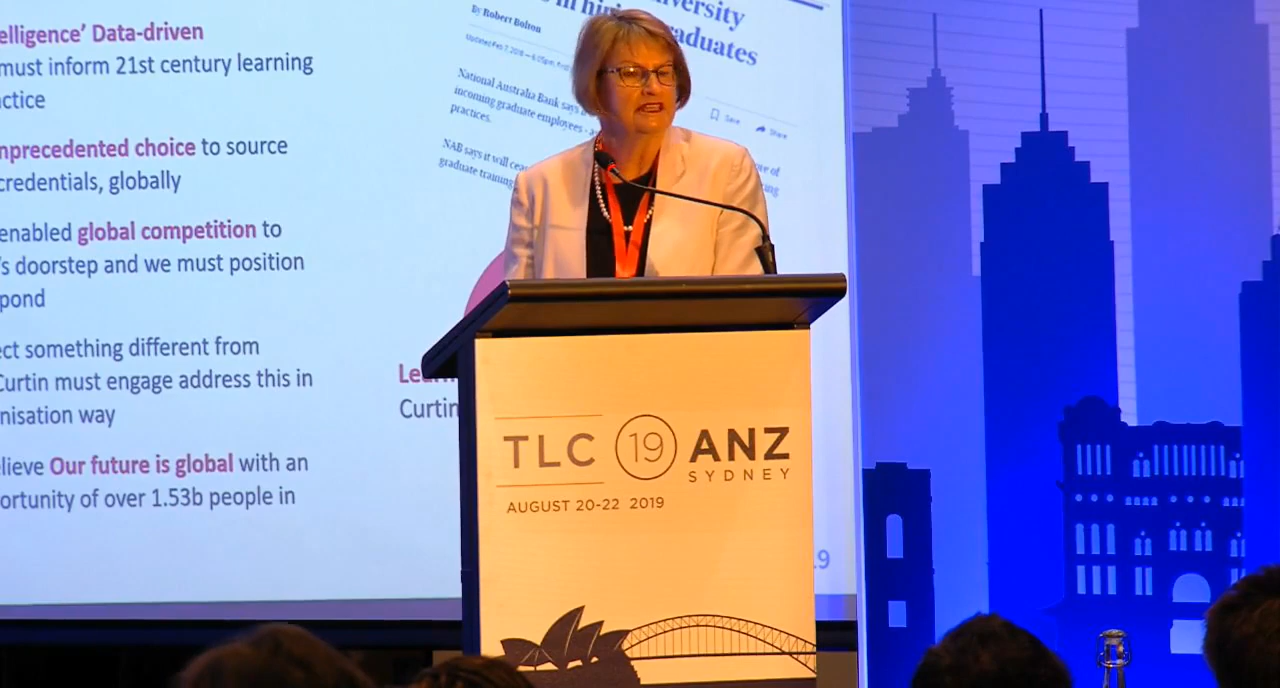 elligence’ Data-driven
must inform 21st century learning
actice
nprecedented choice to source
credentials, globally
enabled global competition to
's doorstep and we must position
pond
ect something different from
Curtin must engage address this in
nisation way
lieve Our future is global with an
ortunity of over 1.53b people in
versity
s in hiring graduates
By Robert Bolton
National Australia Bank says
incoming graduate employees -
practices.
NAB says it will
graduate training
Save
Share
Curtin
TLC 19 ANZ
SYDNEY
AUGUST 20-22 2019